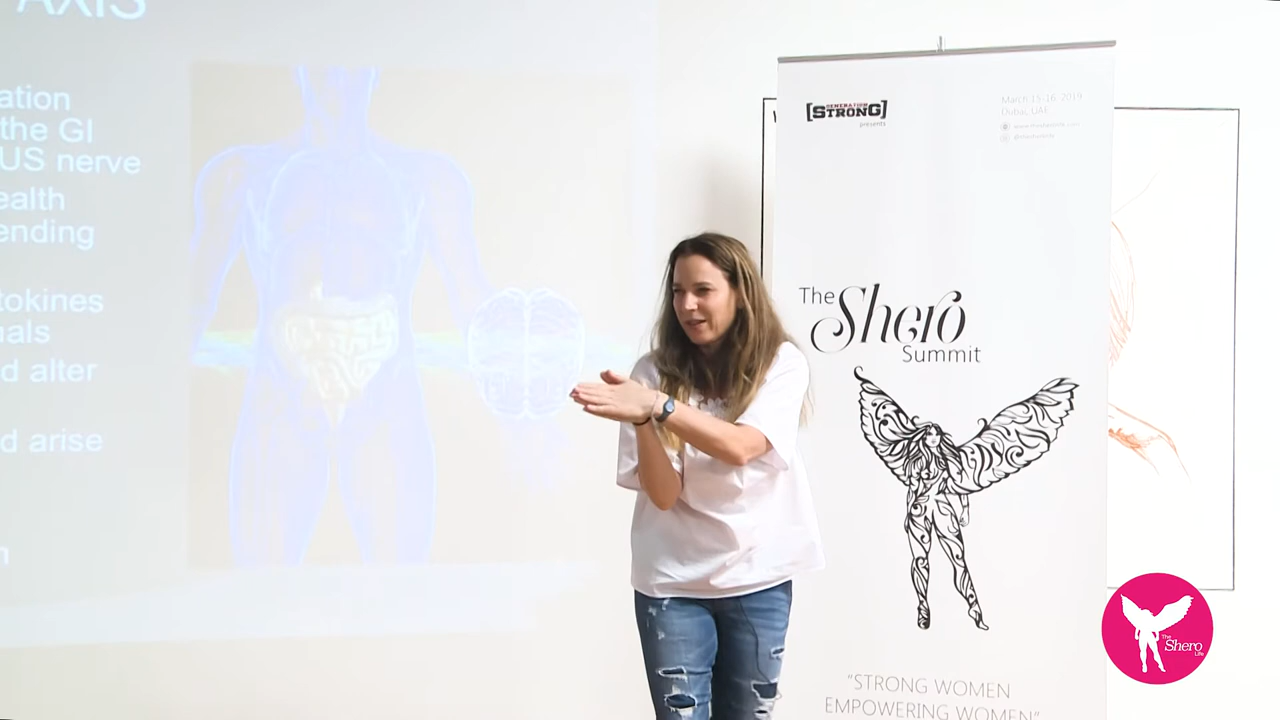 AXIS
ation
the GI
US nerve
ealth
ending
tokines
nals
d alter
d arise
GENERATION
[STRONG]
presents
March 15-16, 2019
Dubai, UAE
The Shero
Summit
"STRONG WOMEN
EMPOWERING WOMEN"
The
Shero
Life